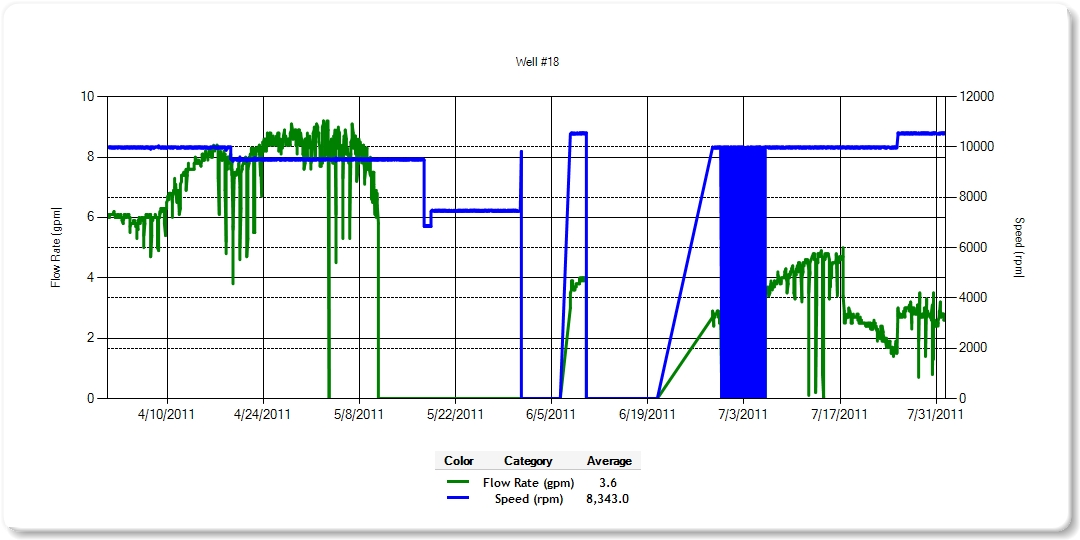 Well #18
10
12000
8
10000
8000
6
6000
4
4000
2
2000
0
0
Flow Rate (gpm)
Speed (rpm)
4/10/2011 4/24/2011 5/8/2011 5/22/2011 6/5/2011 6/19/2011 7/3/2011 7/17/2011 7/31/2011
Color Category Average
Flow Rate (gpm) 3.6
Speed (rpm) 8,343.0